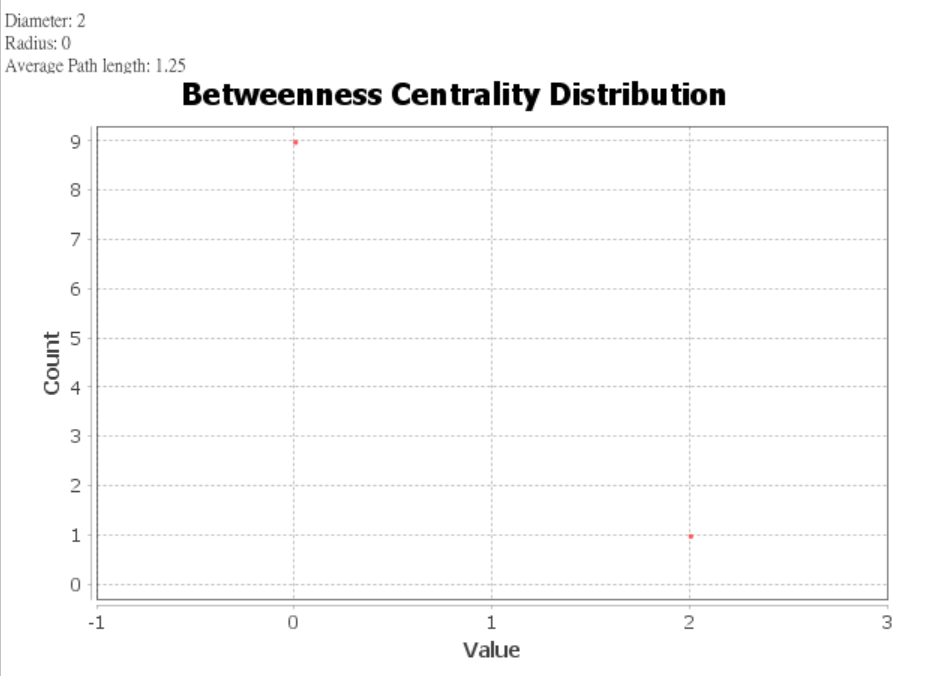 Diameter: 2
Radius: 0
Average Path length: 1.25
Betweenness Centrality Distribution
9
8
7
6
5
4
3
2
1
0
Count
-1 0 1 2 3
Value